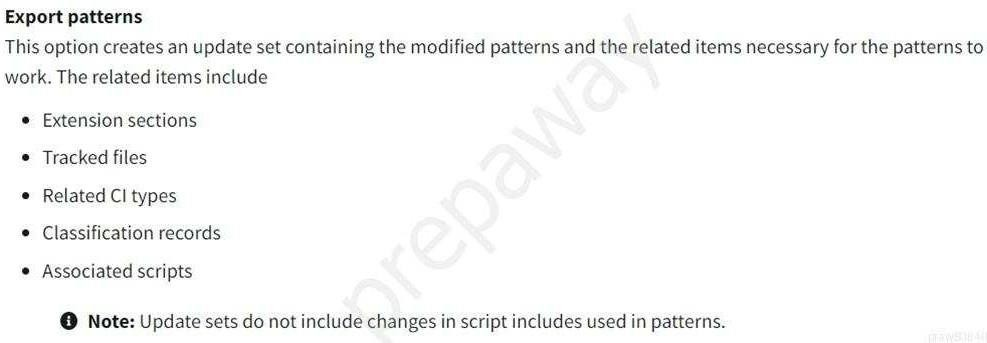 Export patterns
This option creates an update set containing the modified patterns and the related items necessary for the patterns to
work. The related items include
• Extension sections
• Tracked files
• Related CI types
• Classification records
• Associated scripts
Note: Update sets do not include changes in script includes used in patterns.
prepaway